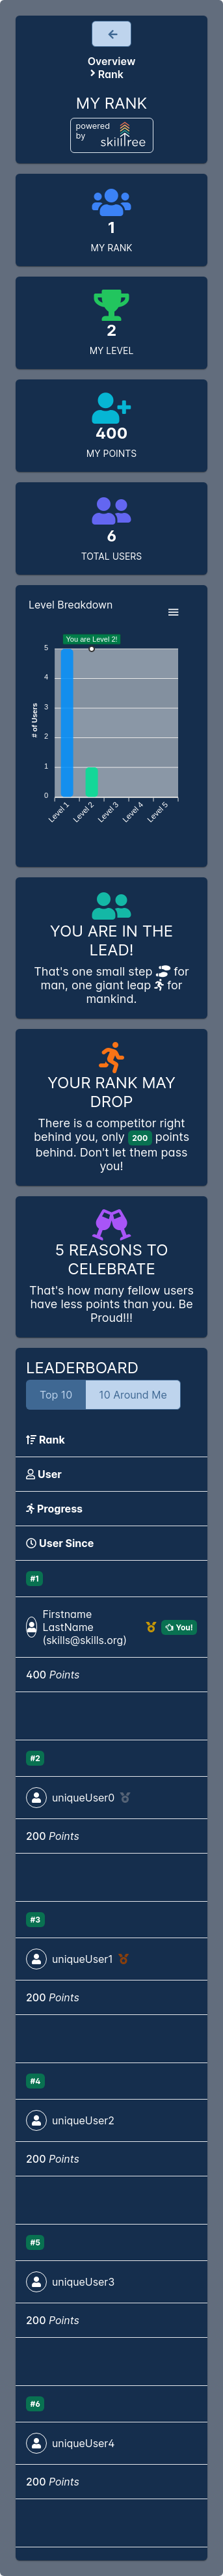 Overview
Rank
MY RANK
powered
by
skilltree
1
MY RANK
2
MY LEVEL
400
MY POINTS
6
TOTAL USERS
Level Breakdown
You are Level 2!
5
4
3
2
1
0
# of Users
Level 1
Level 2
Level 3
Level 4
Level 5
YOU ARE IN THE
LEAD!
That's one small step for
man, one giant leap for
mankind.
YOUR RANK MAY
DROP
There is a competitor right
behind you, only 200 points
behind. Don't let them pass
you!
5 REASONS TO
CELEBRATE
That's how many fellow users
have less points than you. Be
Proud!!!
LEADERBOARD
Top 10 10 Around Me
Rank
User
Progress
User Since
#1
Firstname
LastName
(skills@skills.org)
You!
400 Points
#2
uniqueUser0
200 Points
#3
uniqueUser1
200 Points
#4
uniqueUser2
200 Points
#5
uniqueUser3
200 Points
#6
uniqueUser4
200 Points